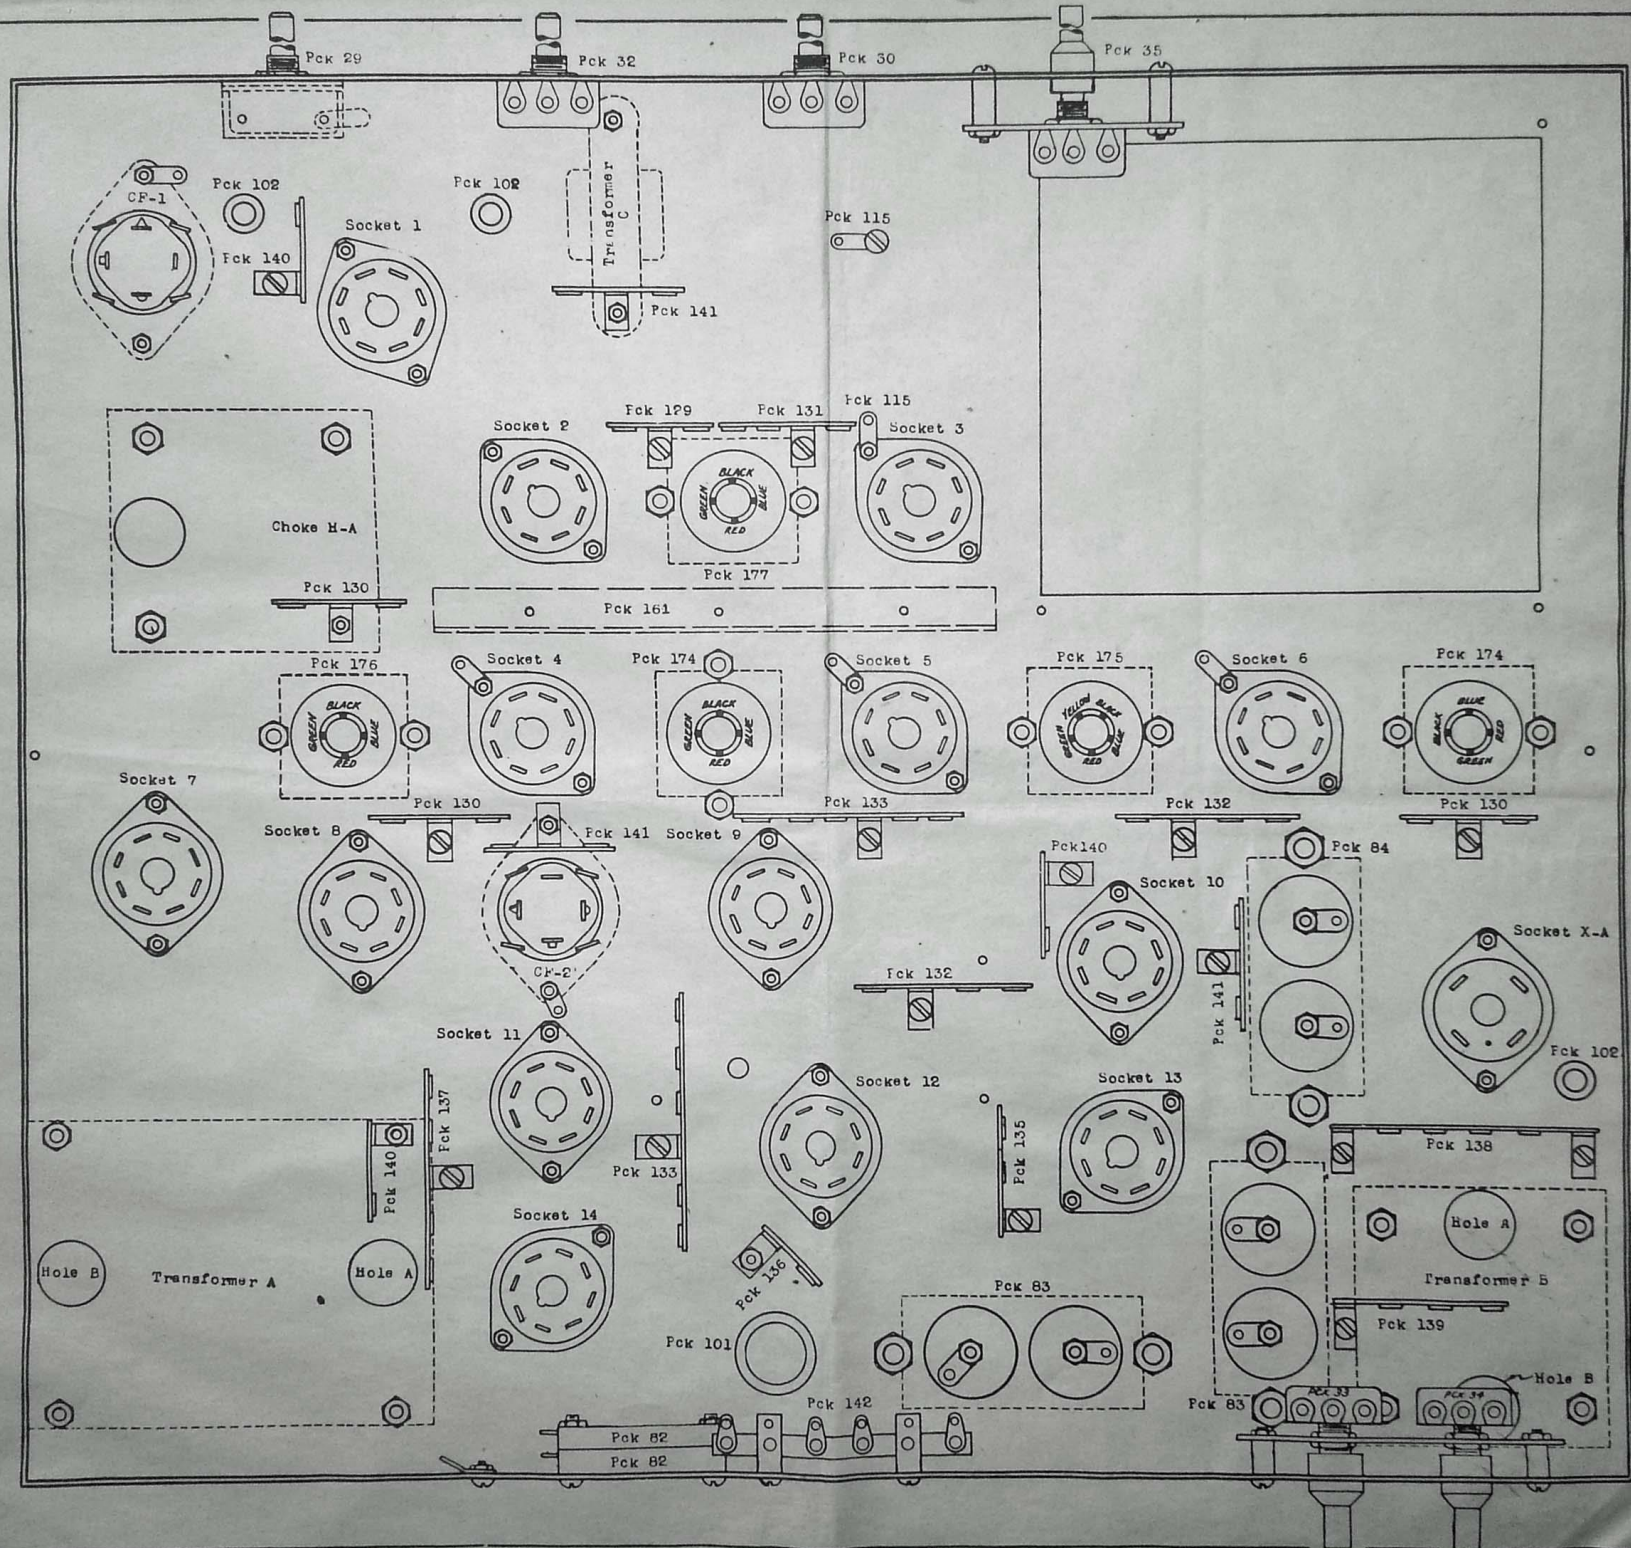 Pck 29
Pck 32
Pck 30
Pck 35
CF-1
Pck 102
Pck 102
Socket 1
Pck 140
Transformer
C
Pck 115
Pck 141
Pck 129
Pck 131
Pck 115
Socket 2
Socket 3
BLACK
GREEN
BLUE
RED
Choke H-A
Pck 177
Pck 130
Pck 161
Pck 176
Socket 4
Pck 174
Socket 5
Pck 175
Socket 6
Pck 174
BLACK
GREEN
BLUE
RED
BLACK
GREEN
BLUE
RED
YELLOW
BLACK
GREEN
BLUE
RED
BLUE
BLACK
RED
GREEN
Socket 7
Pck 130
Pck 133
Pck 132
Pck 130
Socket 8
Pck 141
Socket 9
Pck140
Pck 84
Socket 10
Socket X-A
CF-2
Pck 132
Pck 141
Socket 11
Pck 102
Socket 12
Socket 13
Pck 137
Pck 140
Pck 133
Pck 135
Pck 138
Socket 14
Hole A
Hole B
Transformer A
Hole A
Pck 136
Pck 83
Transformer B
Pck 139
Pck 101
Hole B
Pck 142
Pck 83
PCK 33
PCK 34
Pck 82
Pck 82